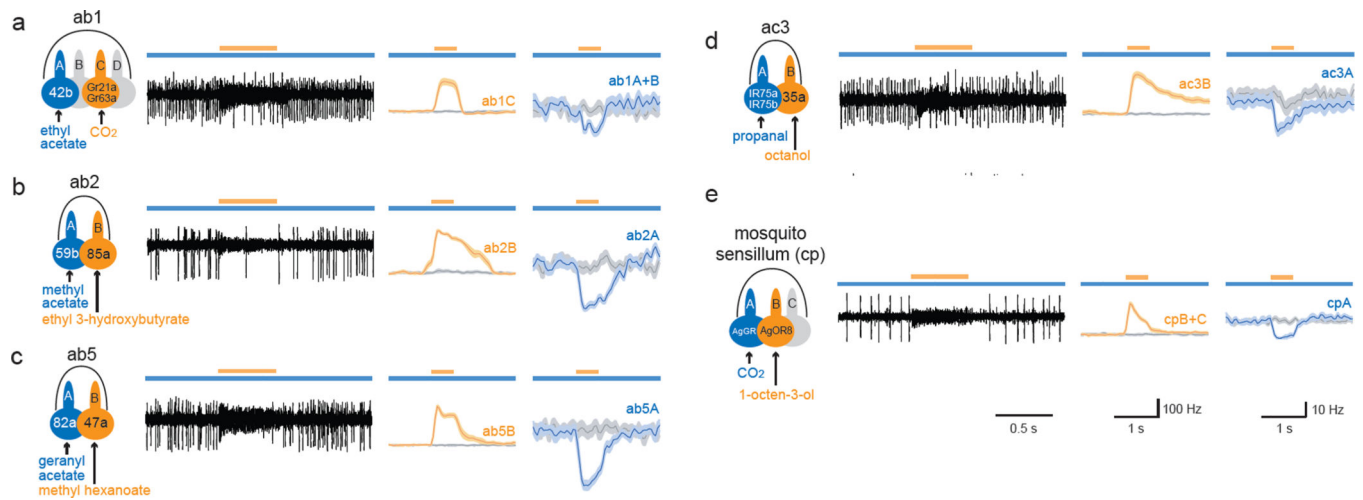 a
ab1
A
B
C
D
42b
Gr21a
Gr63a
ethyl
acetate
CO2
ab1C
ab1A+B
b
ab2
A
B
59b
85a
methyl
acetate
ethyl 3-hydroxybutyrate
ab2B
ab2A
c
ab5
A
B
82a
47a
geranyl
acetate
methyl hexanoate
ab5B
ab5A
d
ac3
A
B
IR75a
IR75b
35a
propanal
octanol
ac3B
ac3A
e
mosquito
sensillum (cp)
A
B
C
AgGR
AgOR8
CO2
1-octen-3-ol
cpB+C
cpA
0.5 s
100 Hz
1 s
10 Hz
1 s